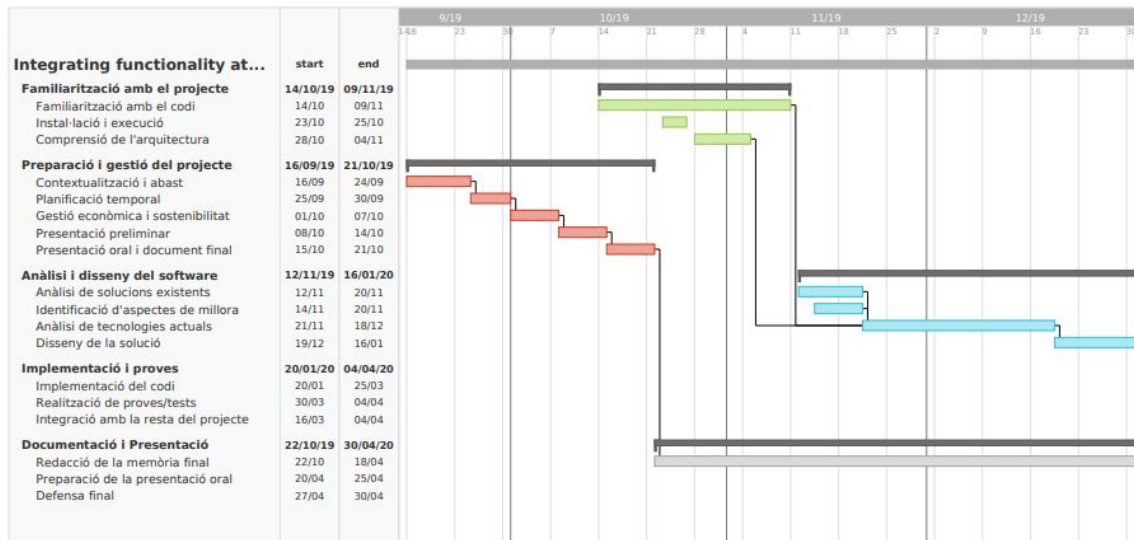 9/19 10/19 11/19 12/19
14 16 23 30 7 14 21 28 4 11 18 25 2 9 16 23 30
Integrating functionality at... start end
Familiarització amb el projecte 14/10/19 09/11/19
Familiarització amb el codi 14/10 09/11
Instal·lació i execució 23/10 25/10
Comprensió de l'arquitectura 28/10 04/11
Preparació i gestió del projecte 16/09/19 21/10/19
Contextualització i abast 16/09 24/09
Planificació temporal 25/09 30/09
Gestió econòmica i sostenibilitat 01/10 07/10
Presentació preliminar 08/10 14/10
Presentació oral i document final 15/10 21/10
Anàlisi i disseny del software 12/11/19 16/01/20
Anàlisi de solucions existents 12/11 20/11
Identificació d'aspectes de millora 14/11 20/11
Anàlisi de tecnologies actuals 21/11 18/12
Disseny de la solució 19/12 16/01
Implementació i proves 20/01/20 04/04/20
Implementació del codi 20/01 25/03
Realització de proves/tests 30/03 04/04
Integració amb la resta del projecte 16/03 04/04
Documentació i Presentació 22/10/19 30/04/20
Redacció de la memòria final 22/10 18/04
Preparació de la presentació oral 20/04 25/04
Defensa final 27/04 30/04